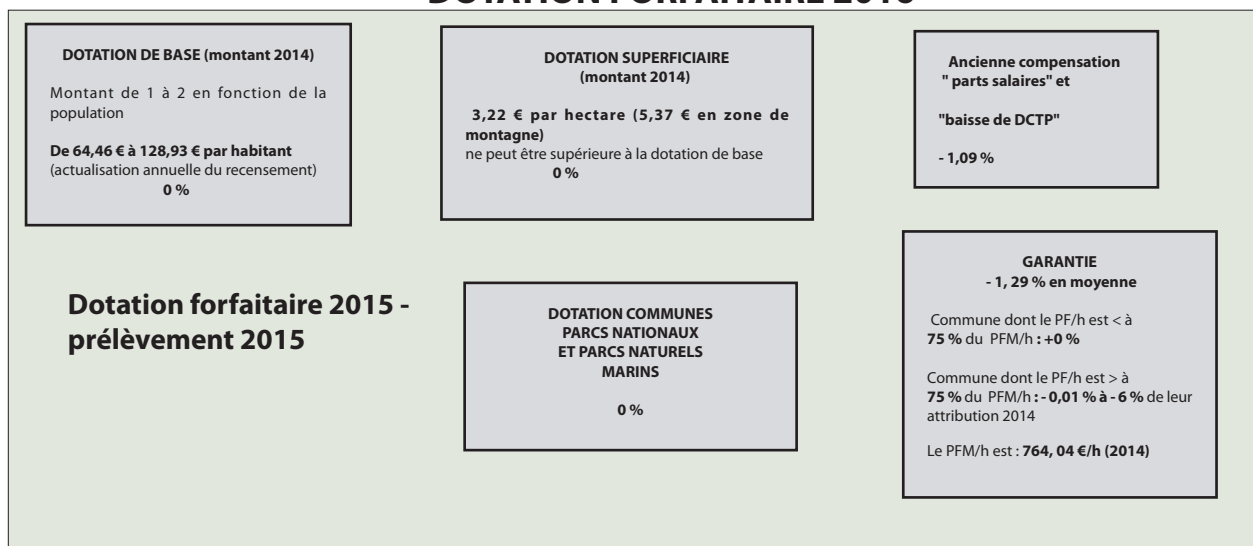 DOTATION FORFAITAIRE 2016
DOTATION DE BASE (montant 2014)
Montant de 1 à 2 en fonction de la
population
De 64,46 € à 128,93 € par habitant
(actualisation annuelle du recensement)
0 %
DOTATION SUPERFICIAIRE
(montant 2014)
3,22 € par hectare (5,37 € en zone de
montagne)
ne peut être supérieure à la dotation de base
0 %
Ancienne compensation
" parts salaires" et
"baisse de DCTP"
- 1,09 %
Dotation forfaitaire 2015 -
prélèvement 2015
DOTATION COMMUNES
PARCS NATIONAUX
ET PARCS NATURELS
MARINS
0 %
GARANTIE
- 1, 29 % en moyenne
Commune dont le PF/h est < à
75 % du PFM/h : +0 %
Commune dont le PF/h est > à
75 % du PFM/h : - 0,01 % à - 6 % de leur
attribution 2014
Le PFM/h est : 764, 04 €/h (2014)